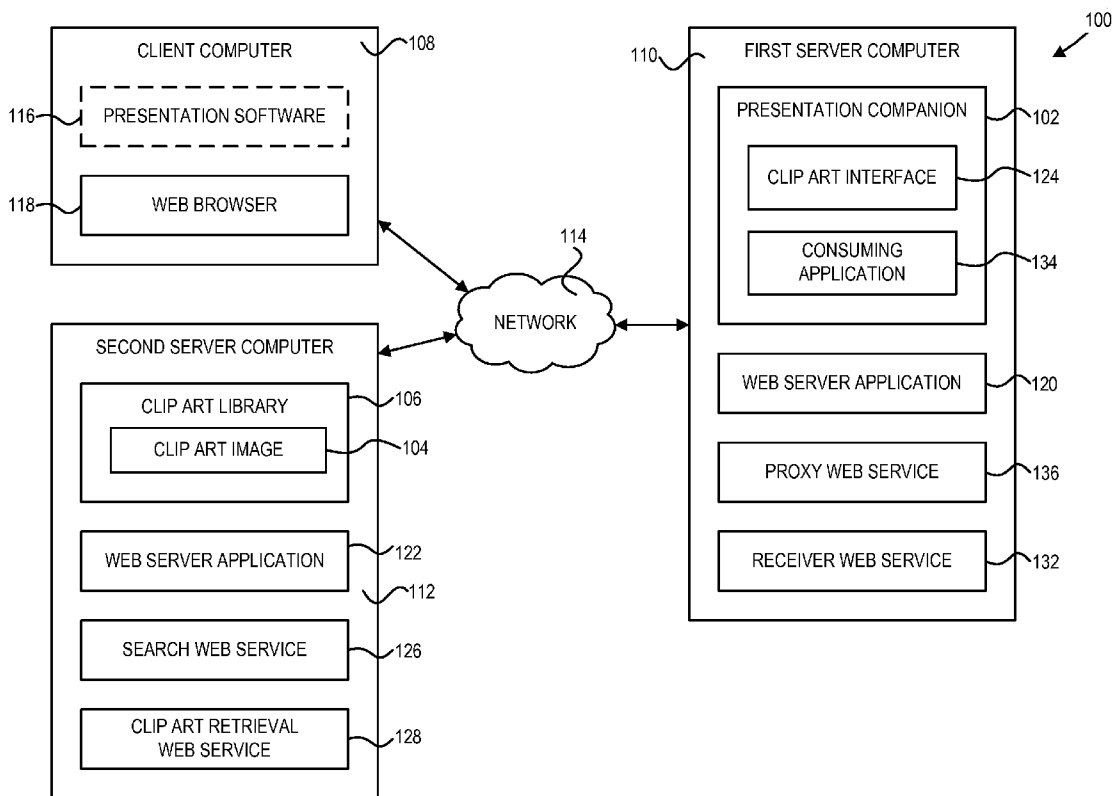 CLIENT COMPUTER
108
116
PRESENTATION SOFTWARE
118
WEB BROWSER
114
NETWORK
SECOND SERVER COMPUTER
CLIP ART LIBRARY
106
CLIP ART IMAGE
104
WEB SERVER APPLICATION
122
112
SEARCH WEB SERVICE
126
CLIP ART RETRIEVAL
WEB SERVICE
128
100
110
FIRST SERVER COMPUTER
PRESENTATION COMPANION
102
CLIP ART INTERFACE
124
CONSUMING
APPLICATION
134
WEB SERVER APPLICATION
120
PROXY WEB SERVICE
136
RECEIVER WEB SERVICE
132